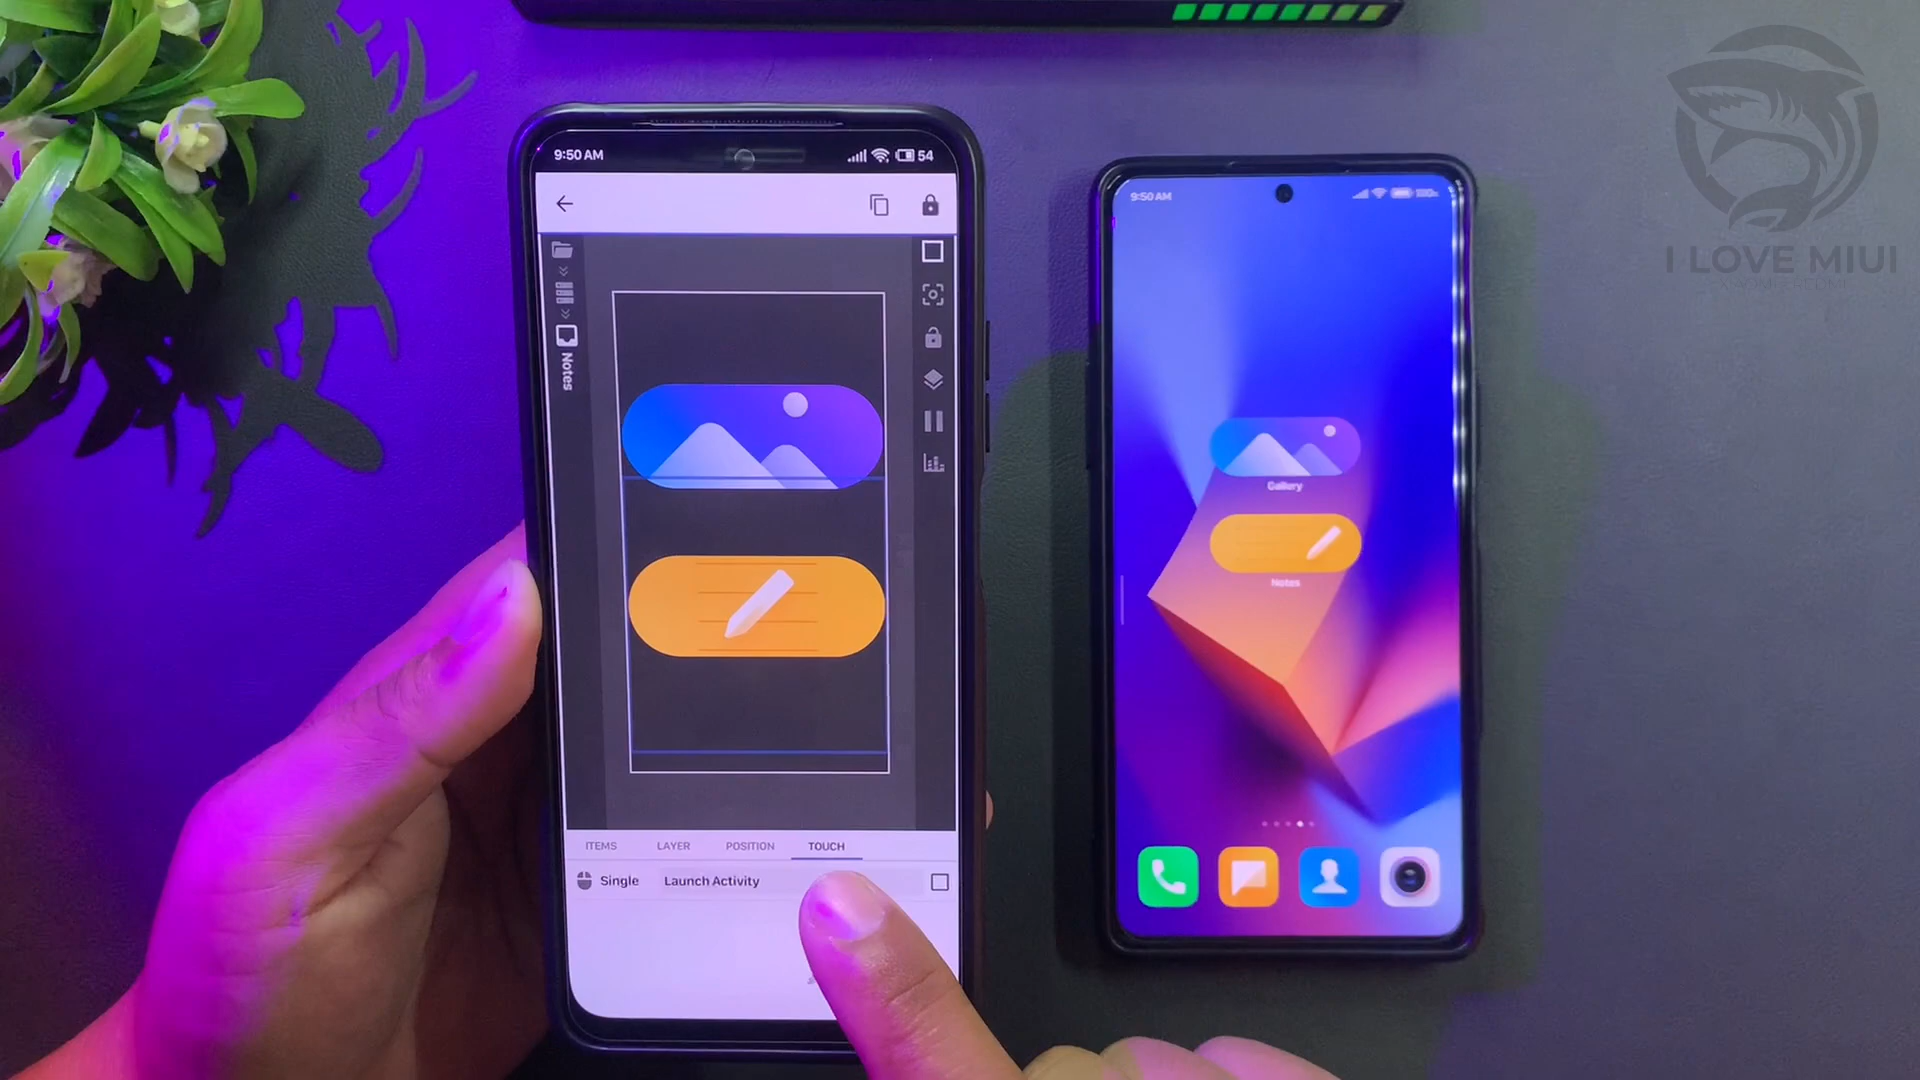 9:50 AM
54
Notes
ITEMS LAYER POSITION TOUCH
Single Launch Activity
9:50 AM
Gallery
Notes
I LOVE MIUI